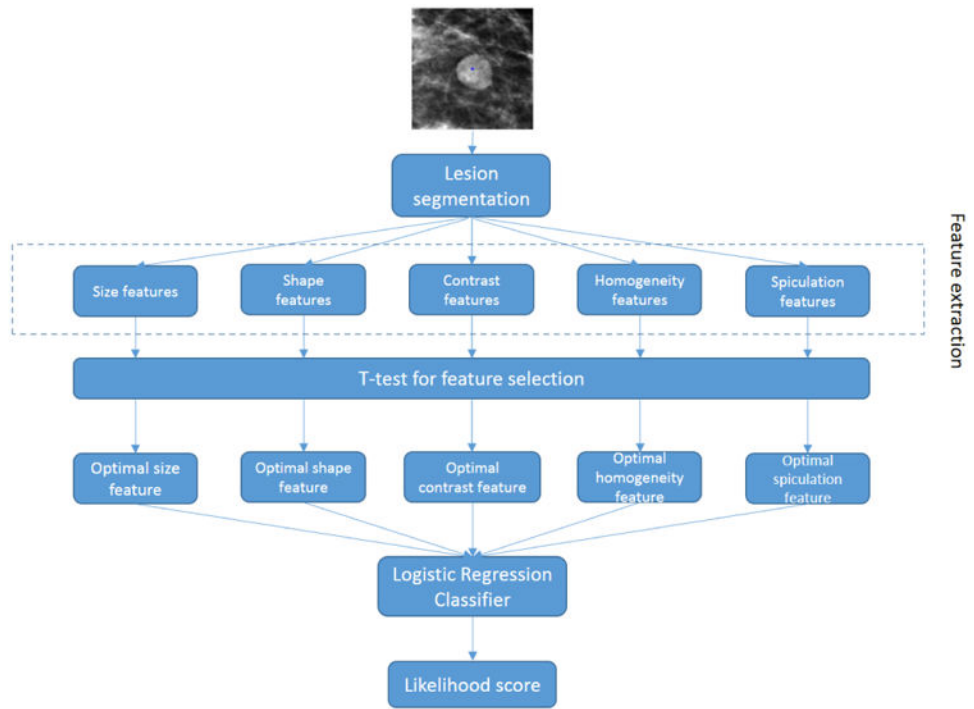 Lesion
segmentation
Feature extraction
Size features
Shape
features
Contrast
features
Homogeneity
features
Spiculation
features
T-test for feature selection
Optimal size
feature
Optimal shape
feature
Optimal
contrast feature
Optimal
homogeneity
feature
Optimal
spiculation
feature
Logistic Regression
Classifier
Likelihood score